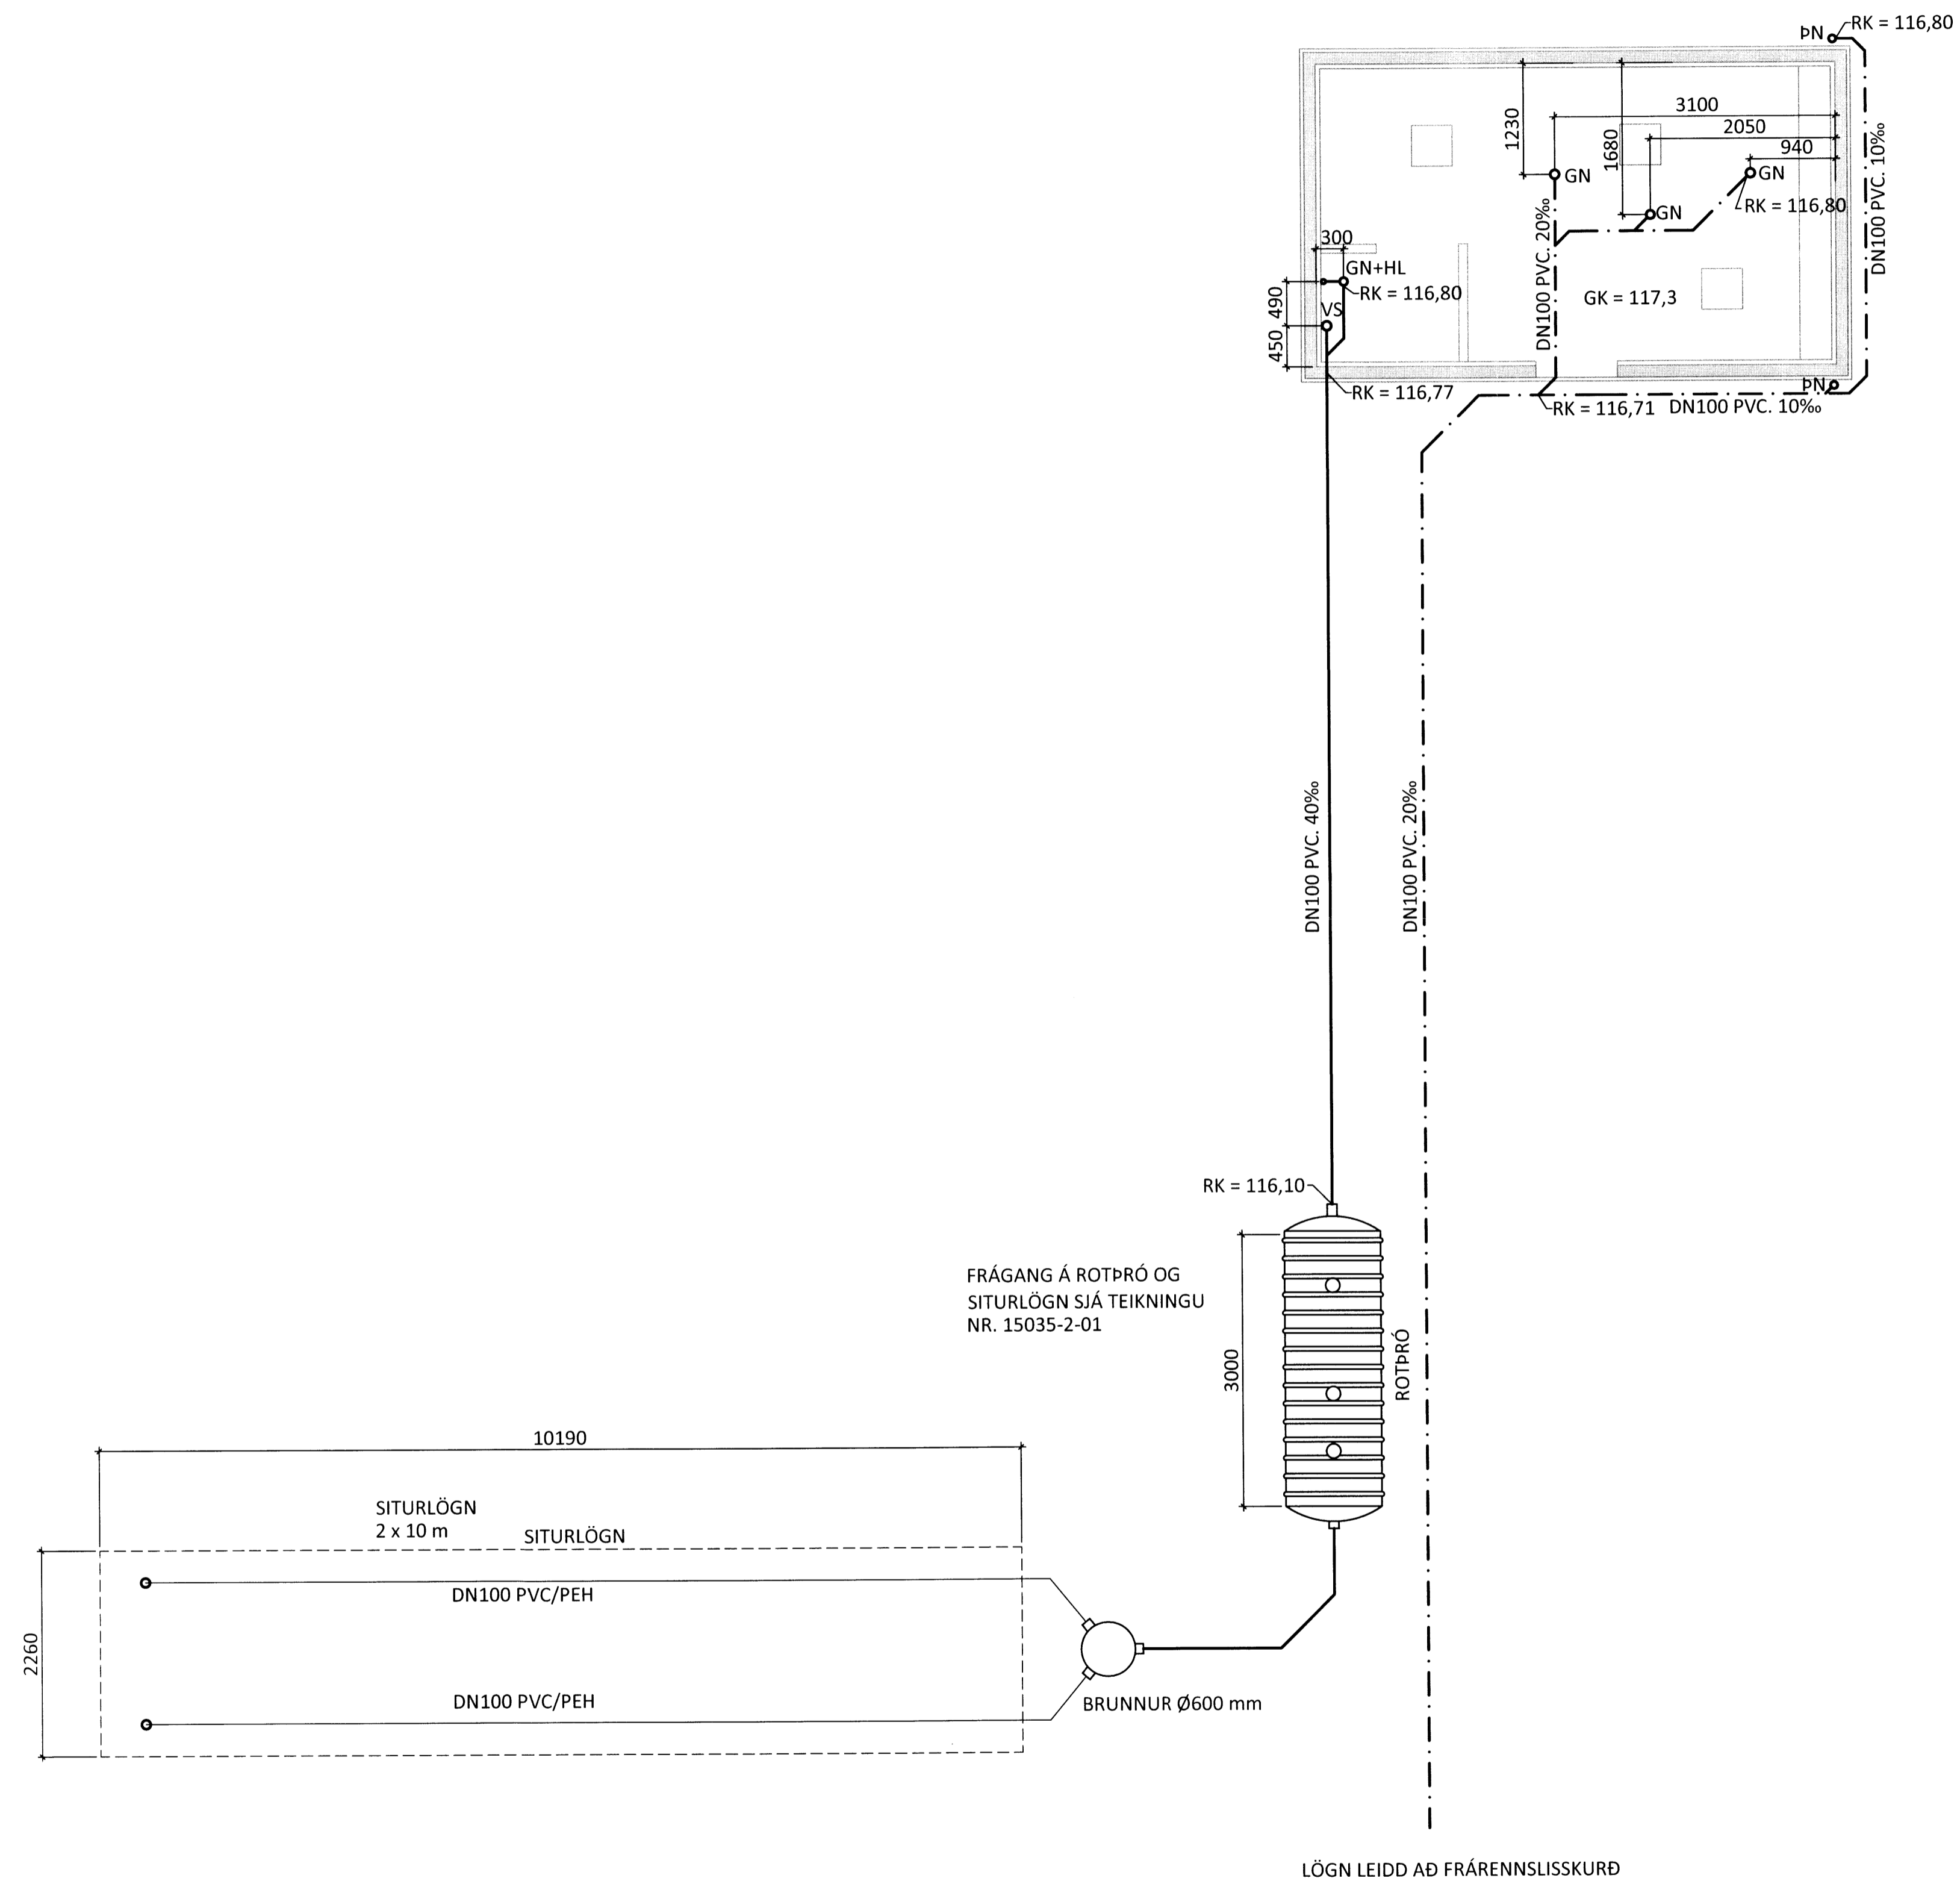 ÞN
RK = 116,80
3100
2050
940
1230
1680
GN
GN
RK = 116,80
GN
DN100 PVC. 10‰
DN100 PVC. 20‰
300
GN+HL
RK = 116,80
490
VS
450
GK = 117,3
RK = 116,77
ÞN
RK = 116,71
DN100 PVC. 10‰
DN100 PVC. 40‰
DN100 PVC. 20‰
RK = 116,10
FRÁGANG Á ROTÞRÓ OG
SITURLÖGN SJÁ TEIKNINGU
NR. 15035-2-01
3000
ROTÞRÓ
10190
SITURLÖGN
2 x 10 m
SITURLÖGN
DN100 PVC/PEH
2260
DN100 PVC/PEH
BRUNNUR Ø600 mm
LÖGN LEIDD AÐ FRÁRENNSLISSKURÐ